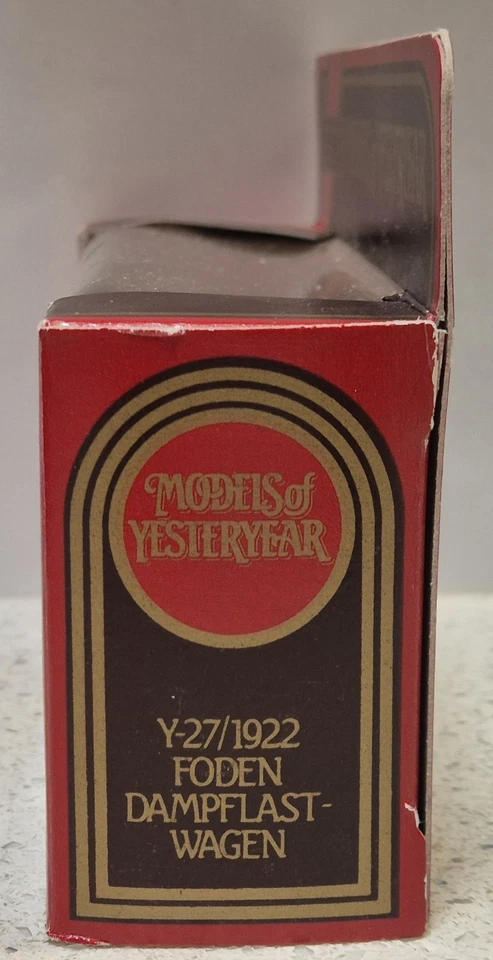 MODELS of
YESTERYEAR
Y-27/1922
FODEN
DAMPFLAST-
WAGEN